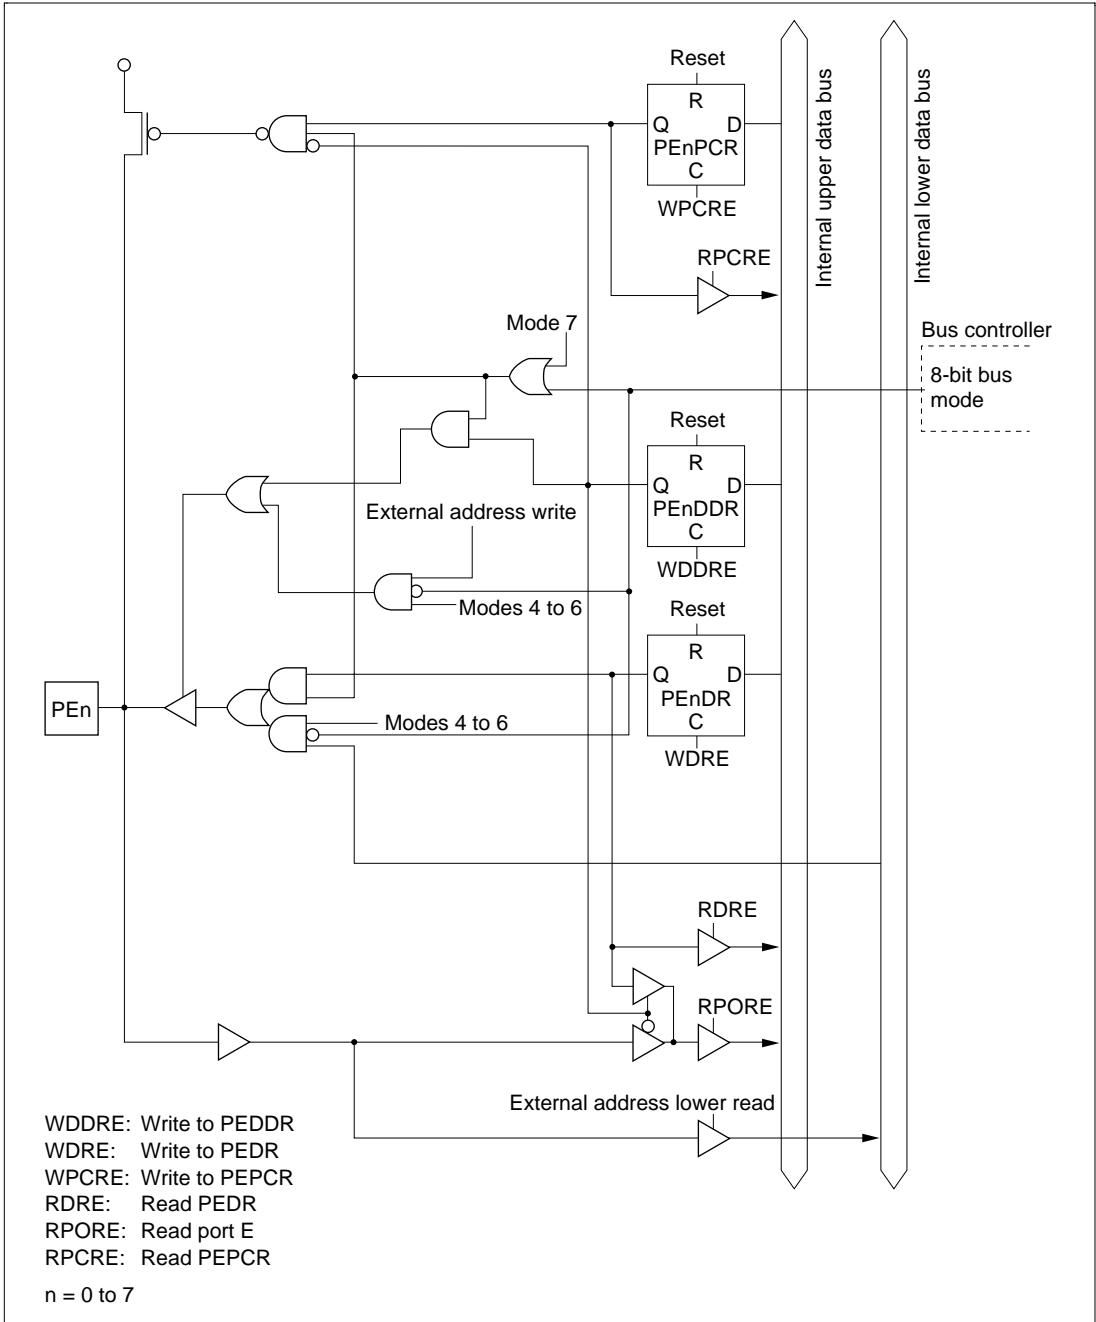 Reset
R
Q D
PEnPCR
C
WPCRE
RPCRE
Internal upper data bus
Internal lower data bus
Mode 7
Bus controller
8-bit bus
mode
Reset
R
Q D
PEnDDR
C
WDDRE
External address write
Modes 4 to 6
Reset
R
Q D
PEnDR
C
WDRE
PEn
Modes 4 to 6
RDRE
RPORE
External address lower read
WDDRE: Write to PEDDR
WDRE: Write to PEDR
WPCRE: Write to PEPCR
RDRE: Read PEDR
RPORE: Read port E
RPCRE: Read PEPCR
n = 0 to 7